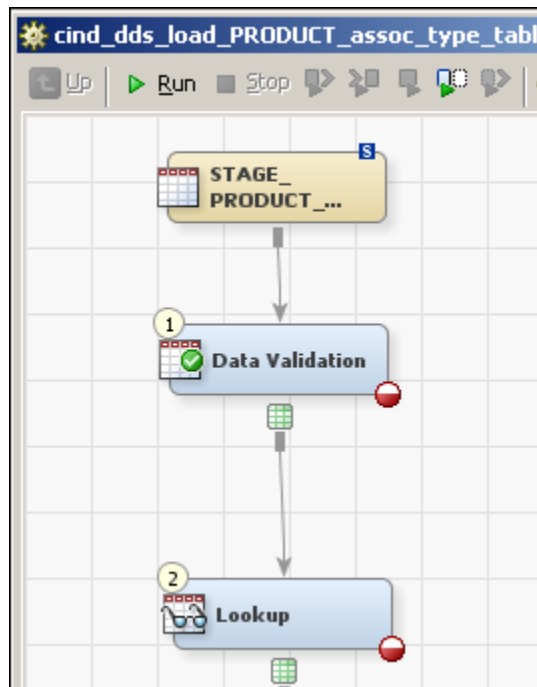 cind_dds_load_PRODUCT_assoc_type_tabl
Up Run Stop
S
STAGE_
PRODUCT_...
1
Data Validation
2
Lookup